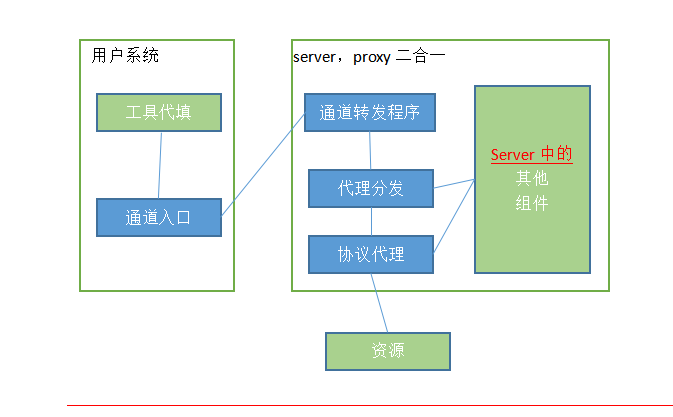 用户系统
server，proxy 二合一
工具代填
通道转发程序
Server 中的
其他
组件
代理分发
通道入口
协议代理
资源